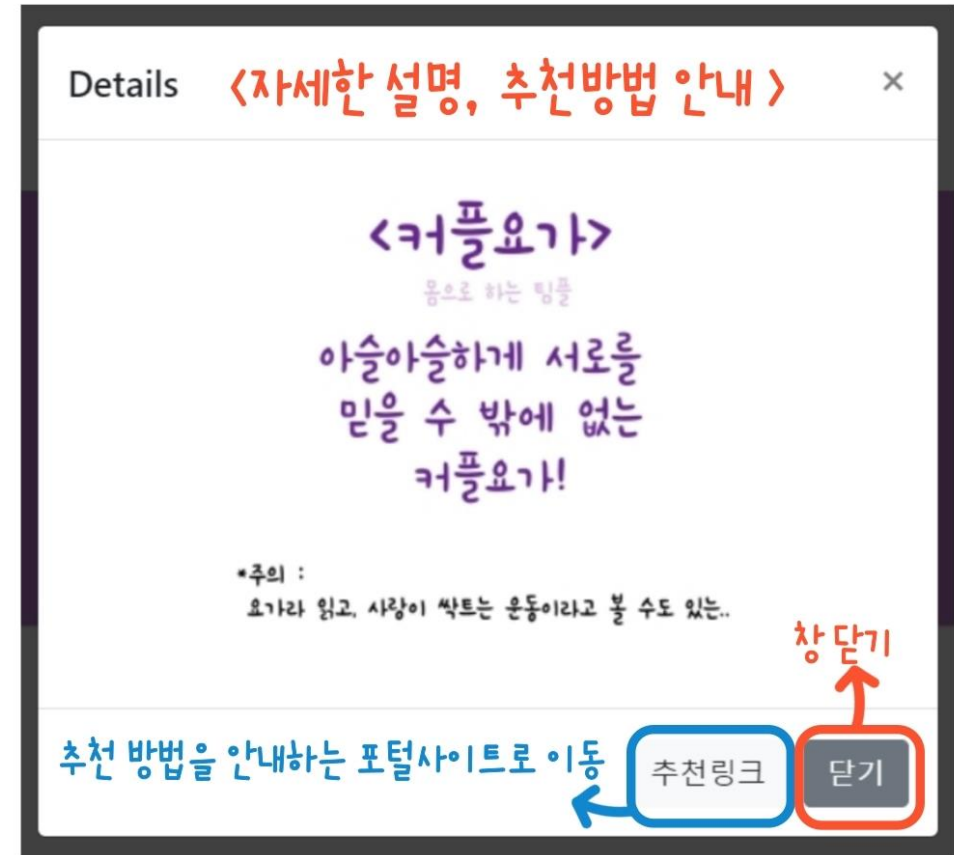 Details <자세한 설명, 추천방법 안내> ×
<커플요가>
몸으로 하는 팀플
아슬아슬하게 서로를
믿을 수 밖에 없는
커플요가!
*주의 :
요가라 읽고, 사랑이 싹트는 운동이라고 볼 수도 있는..
창 닫기
추천 방법을 안내하는 포털사이트로 이동
추천링크
닫기